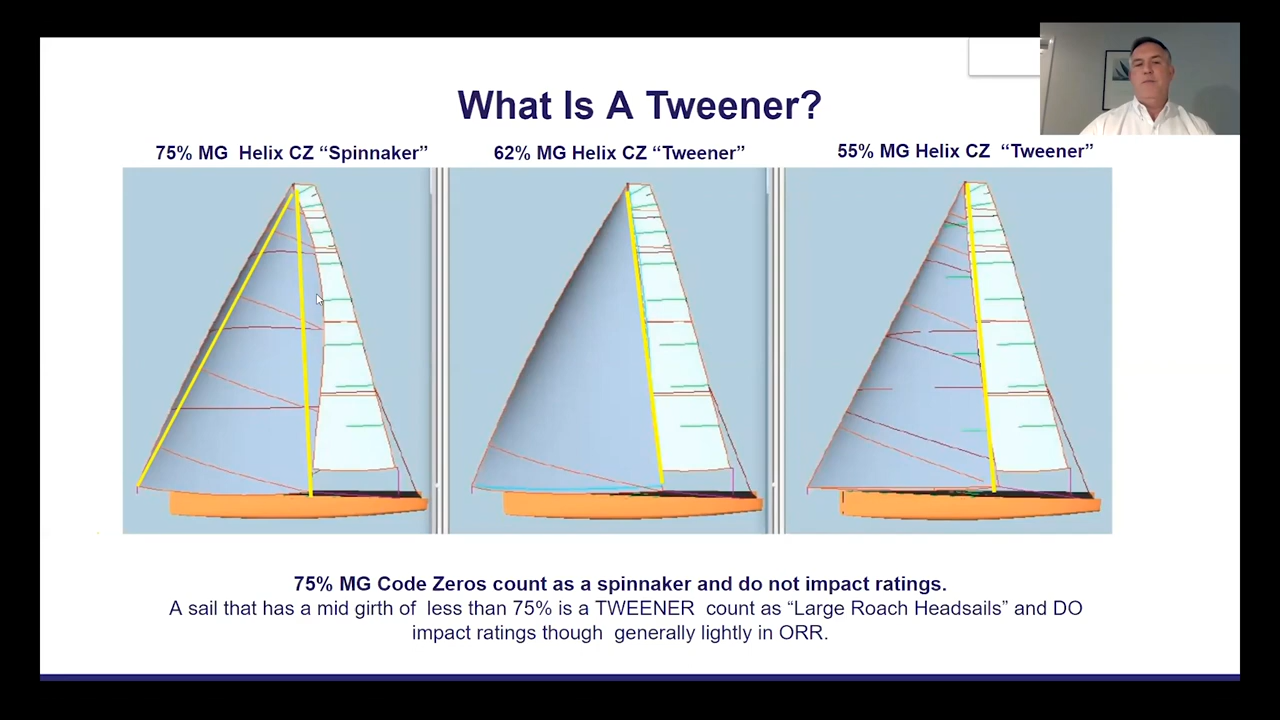 What Is A Tweener?
75% MG Helix CZ “Spinnaker”
62% MG Helix CZ “Tweener”
55% MG Helix CZ “Tweener”
75% MG Code Zeros count as a spinnaker and do not impact ratings.
A sail that has a mid girth of less than 75% is a TWEENER count as “Large Roach Headsails” and DO
impact ratings though generally lightly in ORR.